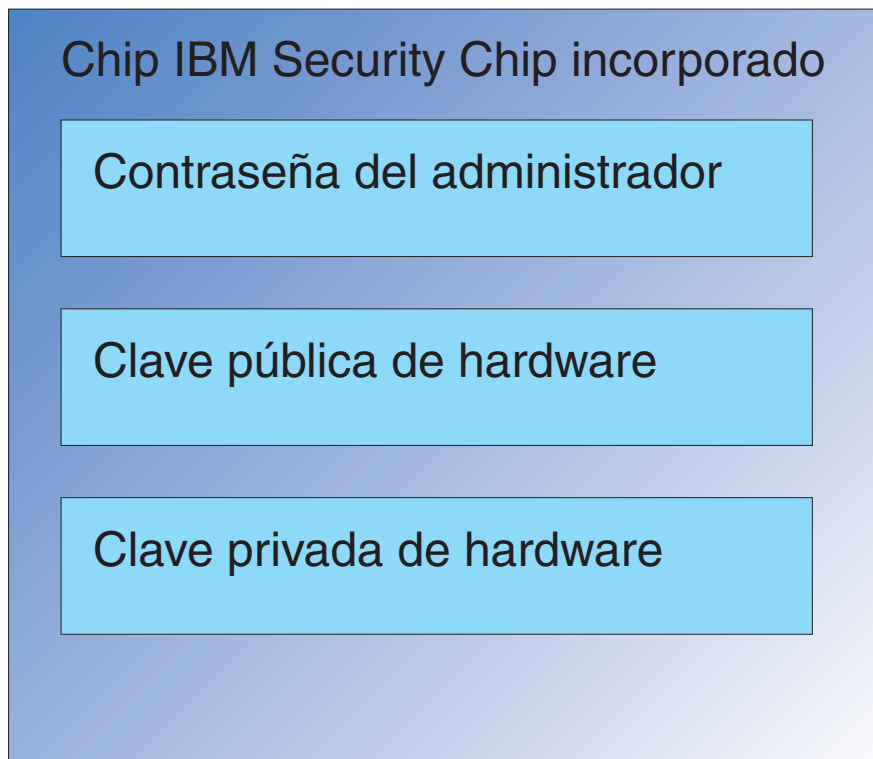 Chip IBM Security Chip incorporado
Contraseña del administrador
Clave pública de hardware
Clave privada de hardware